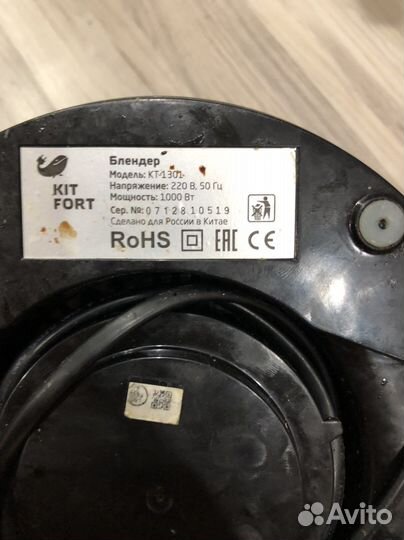 KIT
FORT
Блендер
Модель: КТ-1301
Напряжение: 220 В, 50 Гц
Мощность: 1000 Вт
Сер. №: 0712810519
Сделано для России в Китае
RoHS EAC CE
Avito